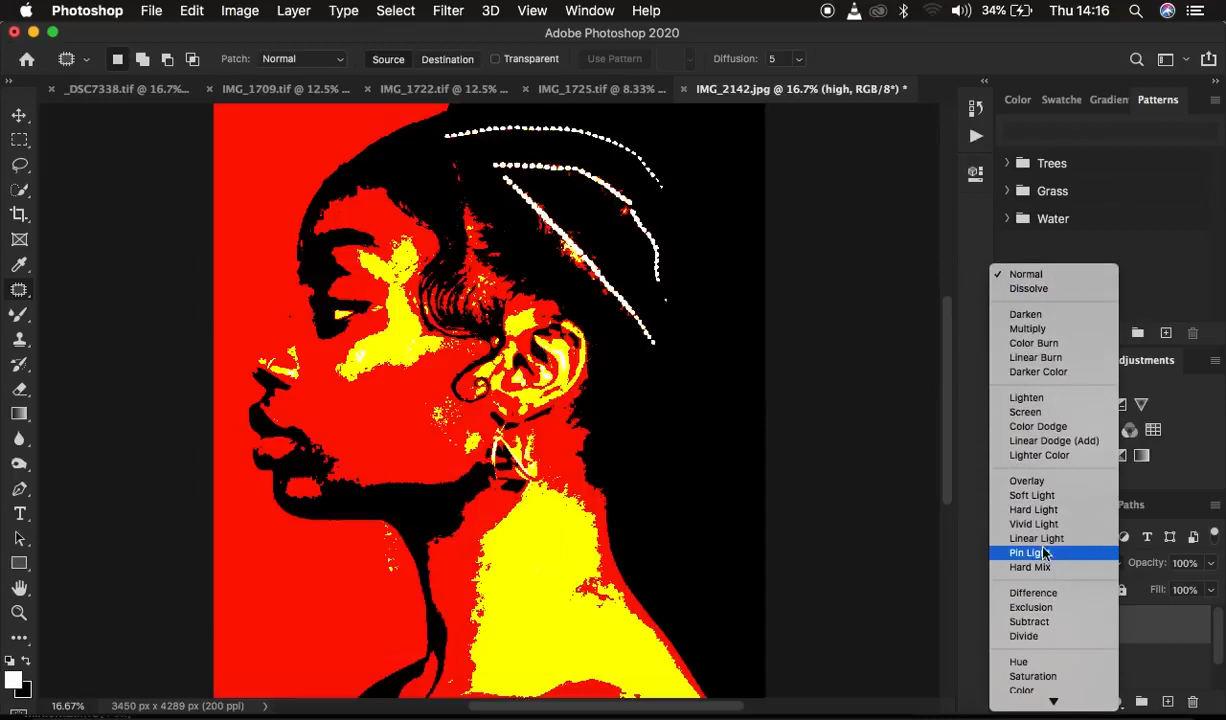 Photoshop File Edit Image Layer Type Select Filter 3D View Window Help 34% Thu 14:16
Adobe Photoshop 2020
Patch: Normal Source Destination Transparent Use Pattern Diffusion: 5
_DSC7338.tif @ 16.7%... IMG_1709.tif @ 12.5% ... IMG_1722.tif @ 12.5% ... IMG_1725.tif @ 8.33% ... IMG_2142.jpg @ 16.7% (high, RGB/8*) *
Color Swatche Gradien Patterns
Trees
Grass
Water
Normal
Dissolve
Darken
Multiply
Color Burn
Linear Burn
Darker Color
djustments
Lighten
Screen
Color Dodge
Linear Dodge (Add)
Lighter Color
Overlay
Soft Light
Hard Light
Vivid Light
Linear Light
Pin Light
Hard Mix
Paths
Opacity: 100%
Fill: 100%
Difference
Exclusion
Subtract
Divide
Hue
Saturation
Color
16.67% 3450 px x 4289 px (200 ppi)